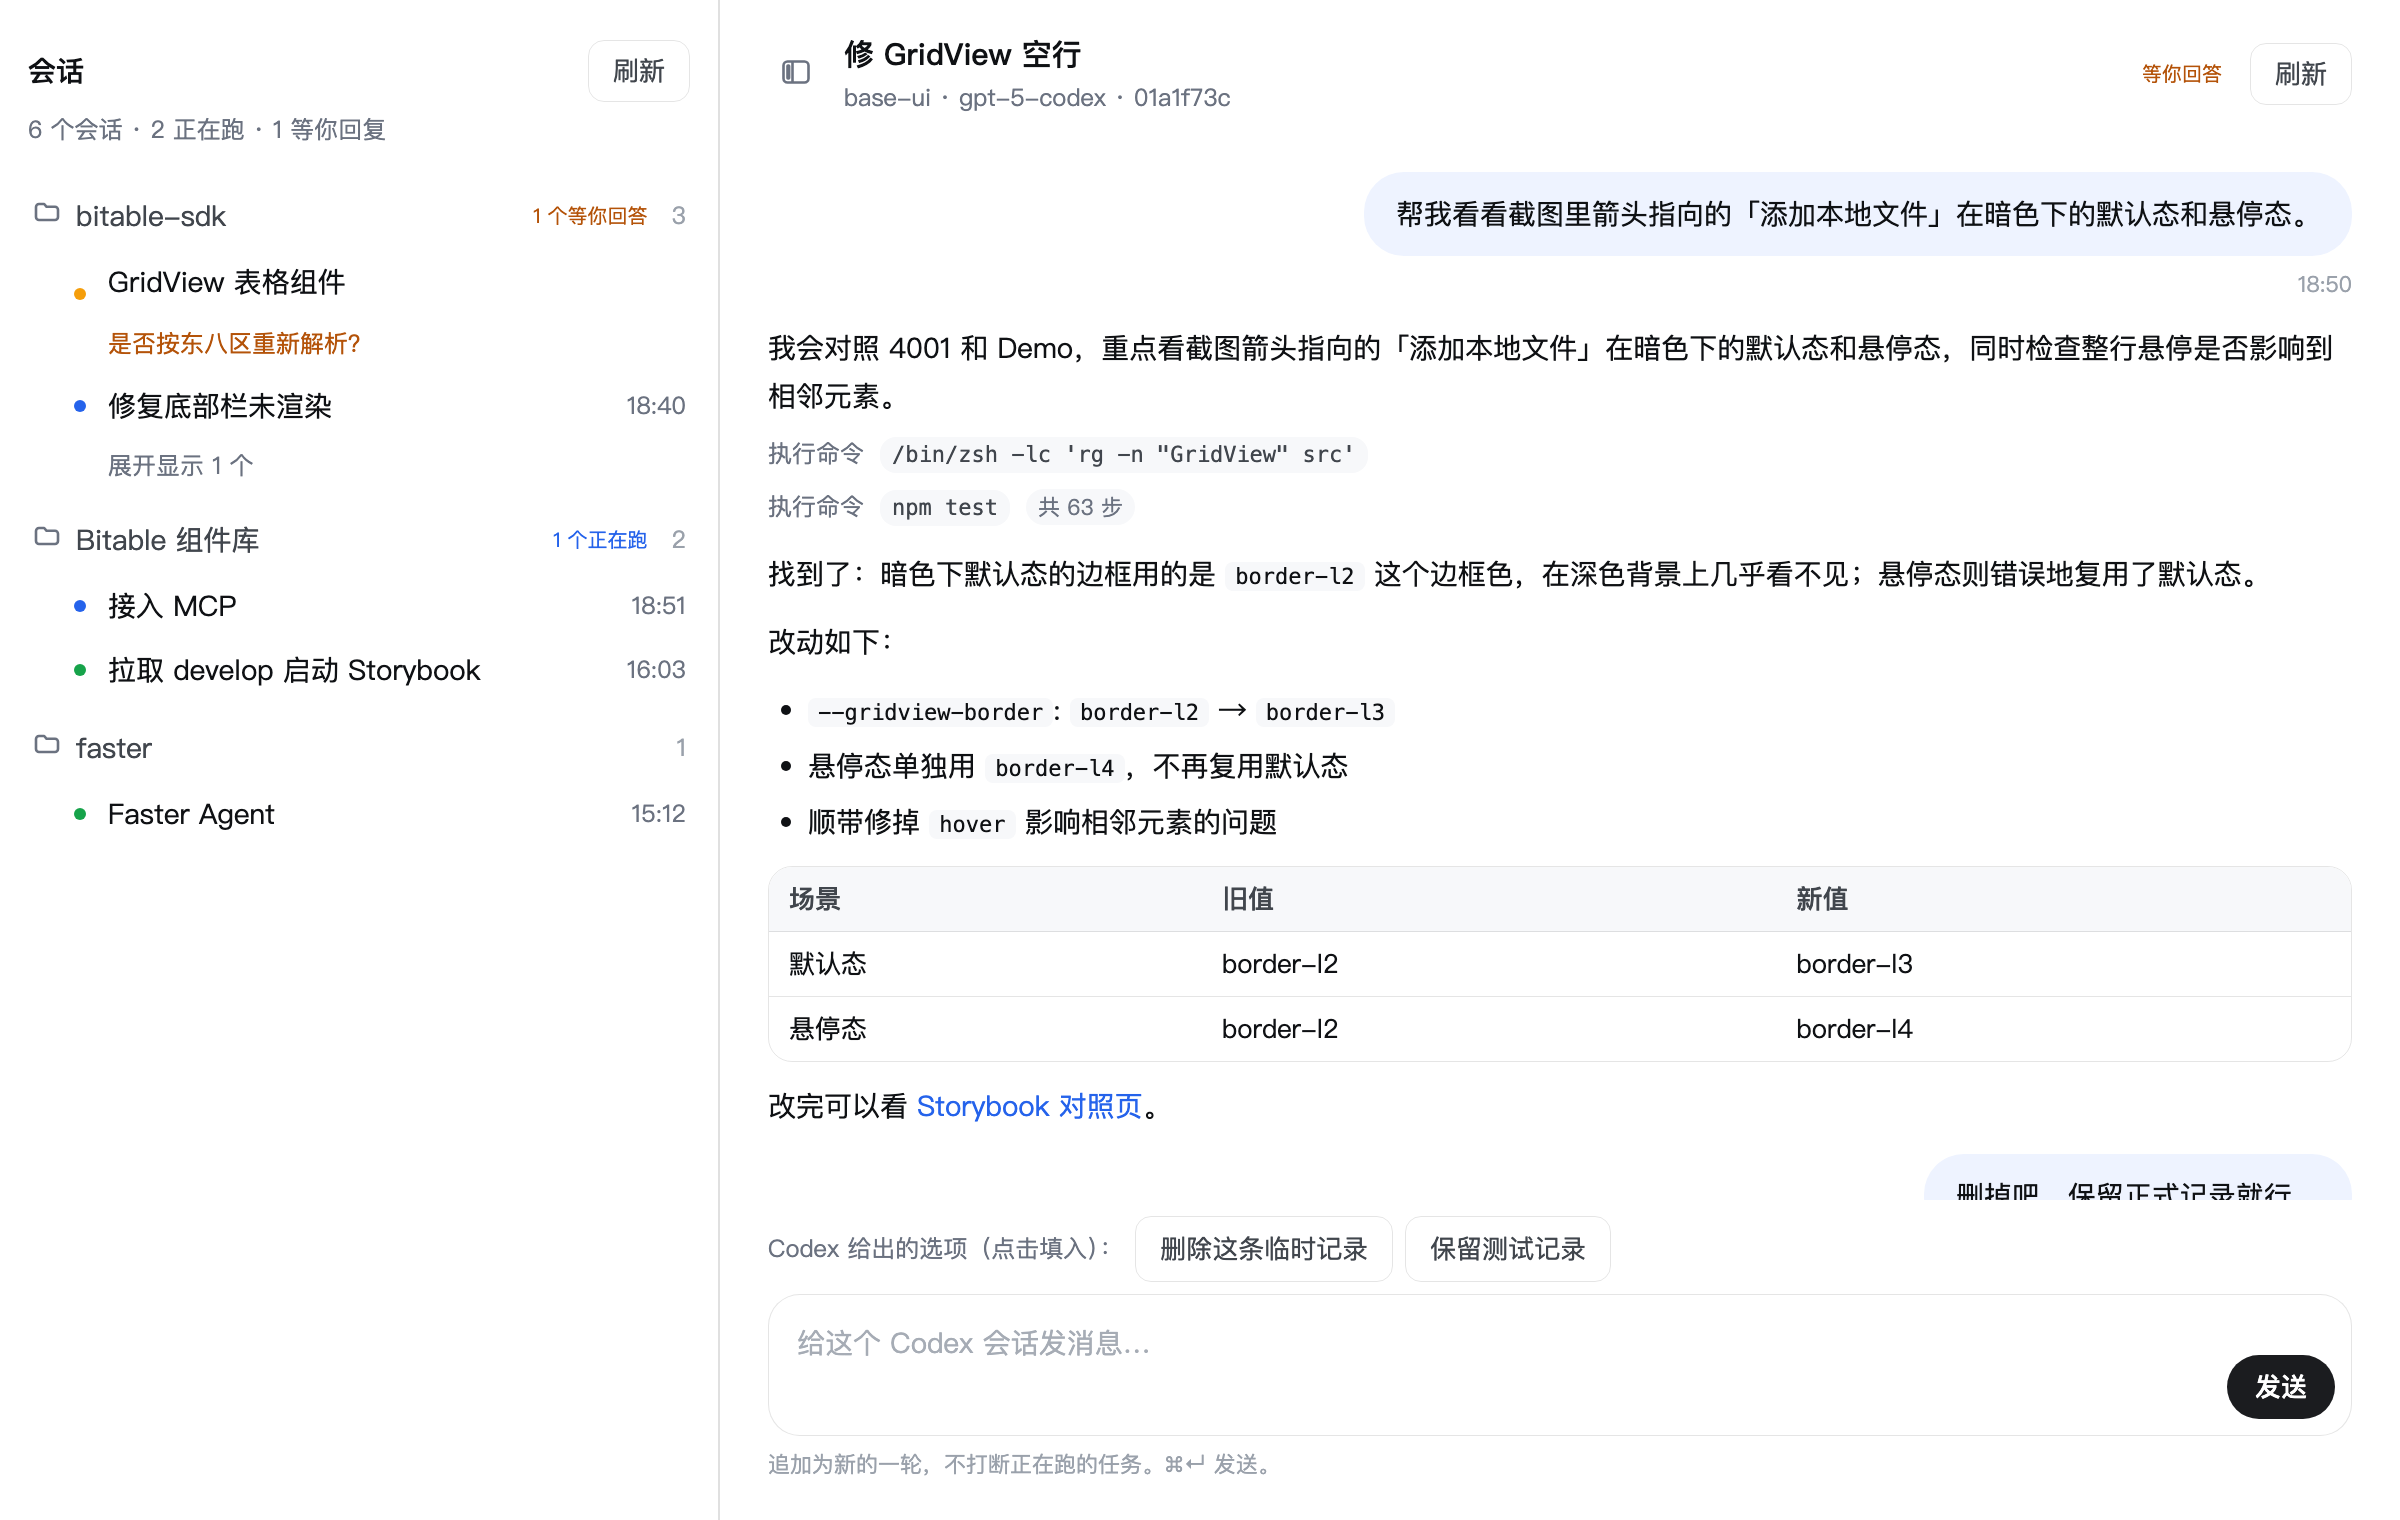 会话
刷新
6 个会话 · 2 正在跑 · 1 等你回复
bitable-sdk 1 个等你回答 3
GridView 表格组件
是否按东八区重新解析?
修复底部栏未渲染 18:40
展开显示 1 个
Bitable 组件库 1 个正在跑 2
接入 MCP 18:51
拉取 develop 启动 Storybook 16:03
faster 1
Faster Agent 15:12
修 GridView 空行
base-ui · gpt-5-codex · 01a1f73c
等你回答 刷新
帮我看看截图里箭头指向的「添加本地文件」在暗色下的默认态和悬停态。
18:50
我会对照 4001 和 Demo，重点看截图箭头指向的「添加本地文件」在暗色下的默认态和悬停态，同时检查整行悬停是否影响到
相邻元素。
执行命令 /bin/zsh -lc 'rg -n "GridView" src'
执行命令 npm test 共 63 步
找到了：暗色下默认态的边框用的是 border-l2 这个边框色，在深色背景上几乎看不见；悬停态则错误地复用了默认态。
改动如下：
• --gridview-border：border-l2 → border-l3
• 悬停态单独用 border-l4，不再复用默认态
• 顺带修掉 hover 影响相邻元素的问题
场景 旧值 新值
默认态 border-l2 border-l3
悬停态 border-l2 border-l4
改完可以看 Storybook 对照页。
删掉吧，保留正式记录就行
Codex 给出的选项（点击填入）： 删除这条临时记录 保留测试记录
给这个 Codex 会话发消息...
发送
追加为新的一轮，不打断正在跑的任务。⌘↵ 发送。